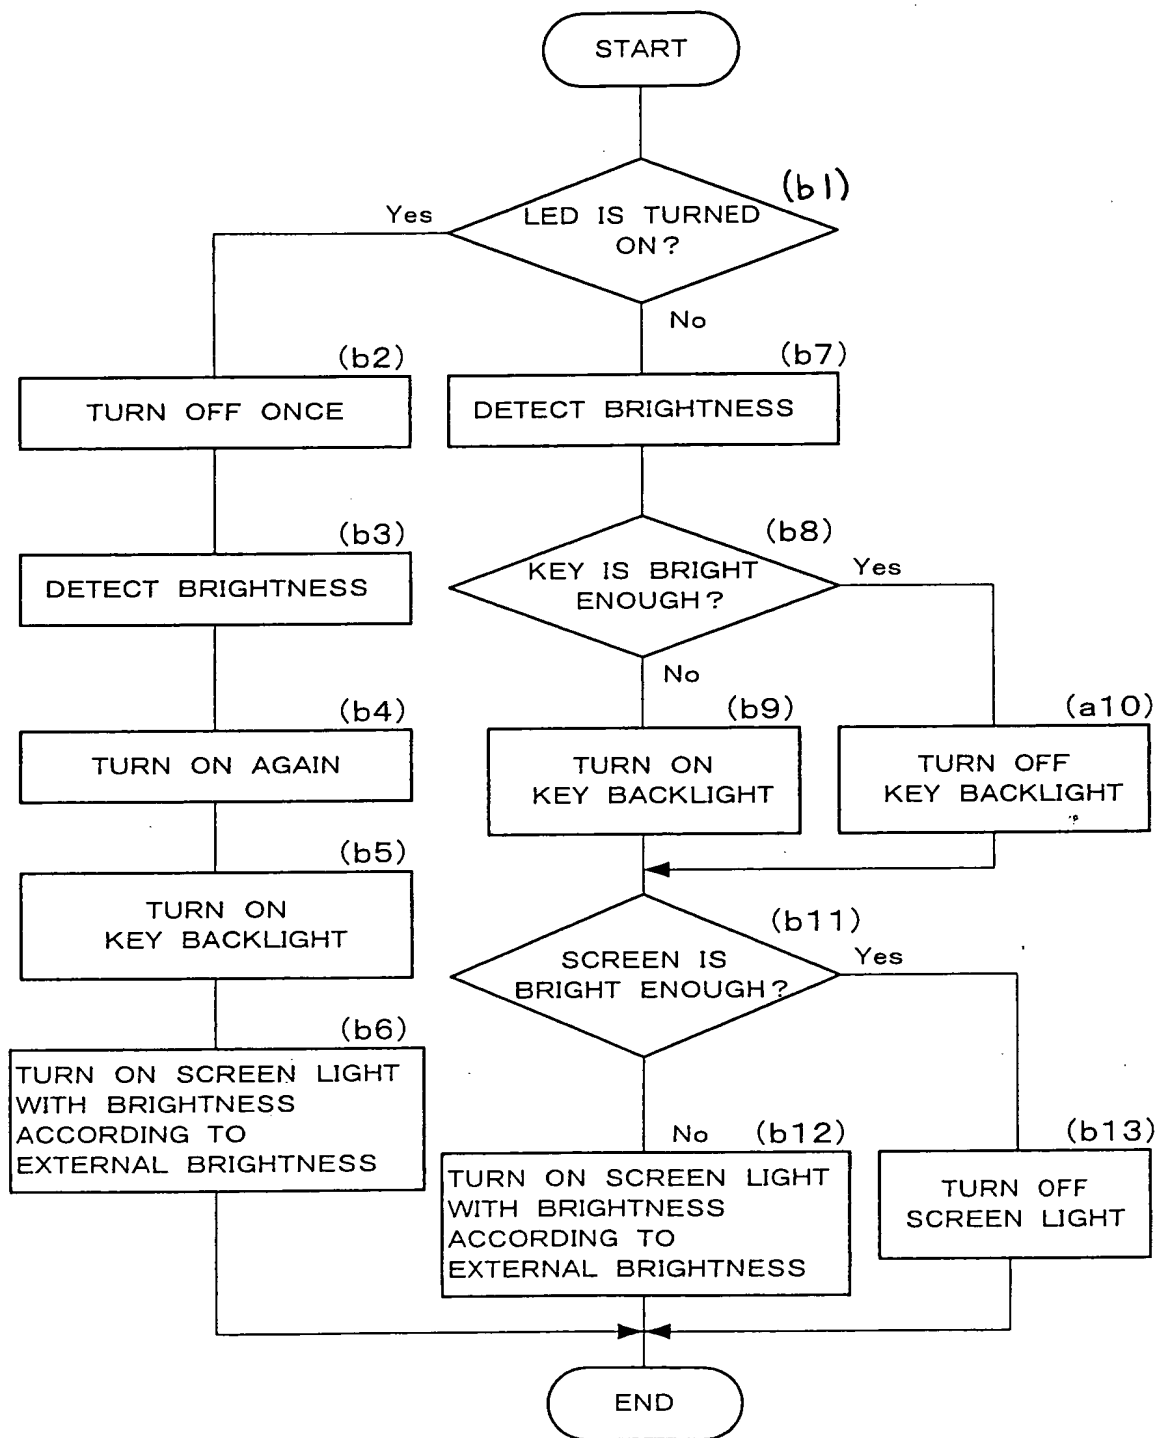 START
(b1)
LED IS TURNED
ON?
Yes
No
(b2)
TURN OFF ONCE
(b7)
DETECT BRIGHTNESS
(b3)
DETECT BRIGHTNESS
(b8)
KEY IS BRIGHT
ENOUGH?
Yes
No
(b4)
TURN ON AGAIN
(b9)
TURN ON
KEY BACKLIGHT
(a10)
TURN OFF
KEY BACKLIGHT
(b5)
TURN ON
KEY BACKLIGHT
(b11)
SCREEN IS
BRIGHT ENOUGH?
Yes
No
(b6)
TURN ON SCREEN LIGHT
WITH BRIGHTNESS
ACCORDING TO
EXTERNAL BRIGHTNESS
(b12)
TURN ON SCREEN LIGHT
WITH BRIGHTNESS
ACCORDING TO
EXTERNAL BRIGHTNESS
(b13)
TURN OFF
SCREEN LIGHT
END